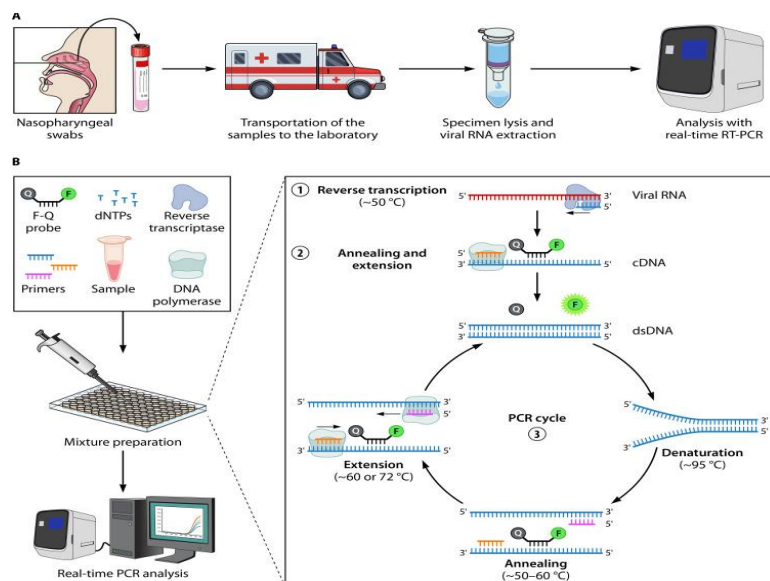 A
Nasopharyngeal
swabs
Transportation of the
samples to the laboratory
Specimen lysis and
viral RNA extraction
Analysis with
real-time RT-PCR
B
Q
F
F-Q
probe
T T T T T T
dNTPs
Reverse
transcriptase
Primers
Sample
DNA
polymerase
Mixture preparation
Real-time PCR analysis
1 Reverse transcription
(~50 °C)
5' 3' Viral RNA
5'
2 Annealing and
extension
Q F
5'
3' 5' cDNA
Q F
5' 3'
3' 5' dsDNA
PCR cycle
3
5'
3'
3'
5'
Denaturation
(~95 °C)
5' 3'
5'
Q F
3' 5'
Annealing
(~50–60 °C)
5' 3'
5'
Q F
3' 5'
Extension
(~60 or 72 °C)